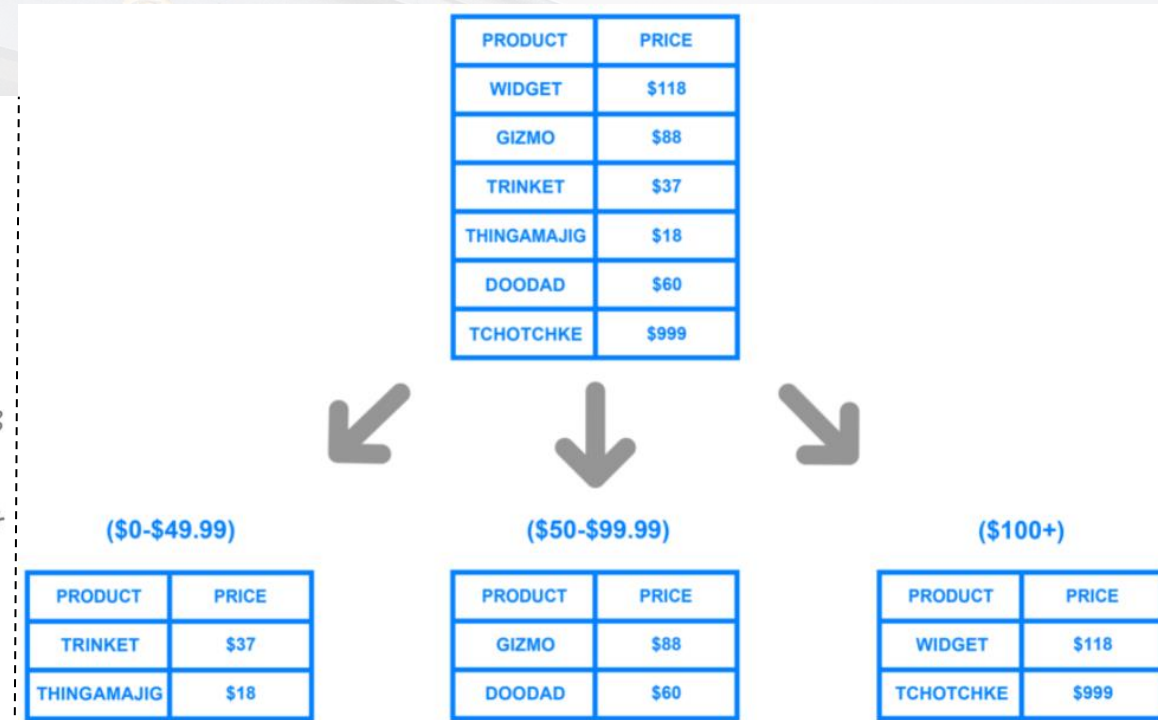 PRODUCT PRICE
WIDGET $118
GIZMO $88
TRINKET $37
THINGAMAJIG $18
DOODAD $60
TCHOTCHKE $999
($0-$49.99)
PRODUCT PRICE
TRINKET $37
THINGAMAJIG $18
($50-$99.99)
PRODUCT PRICE
GIZMO $88
DOODAD $60
($100+)
PRODUCT PRICE
WIDGET $118
TCHOTCHKE $999